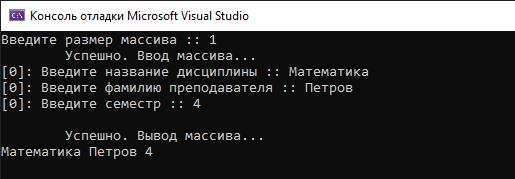 Консоль отладки Microsoft Visual Studio
Введите размер массива :: 1
Успешно. Ввод массива...
[0]: Введите название дисциплины :: Математика
[0]: Введите фамилию преподавателя :: Петров
[0]: Введите семестр :: 4
Успешно. Вывод массива...
Математика Петров 4